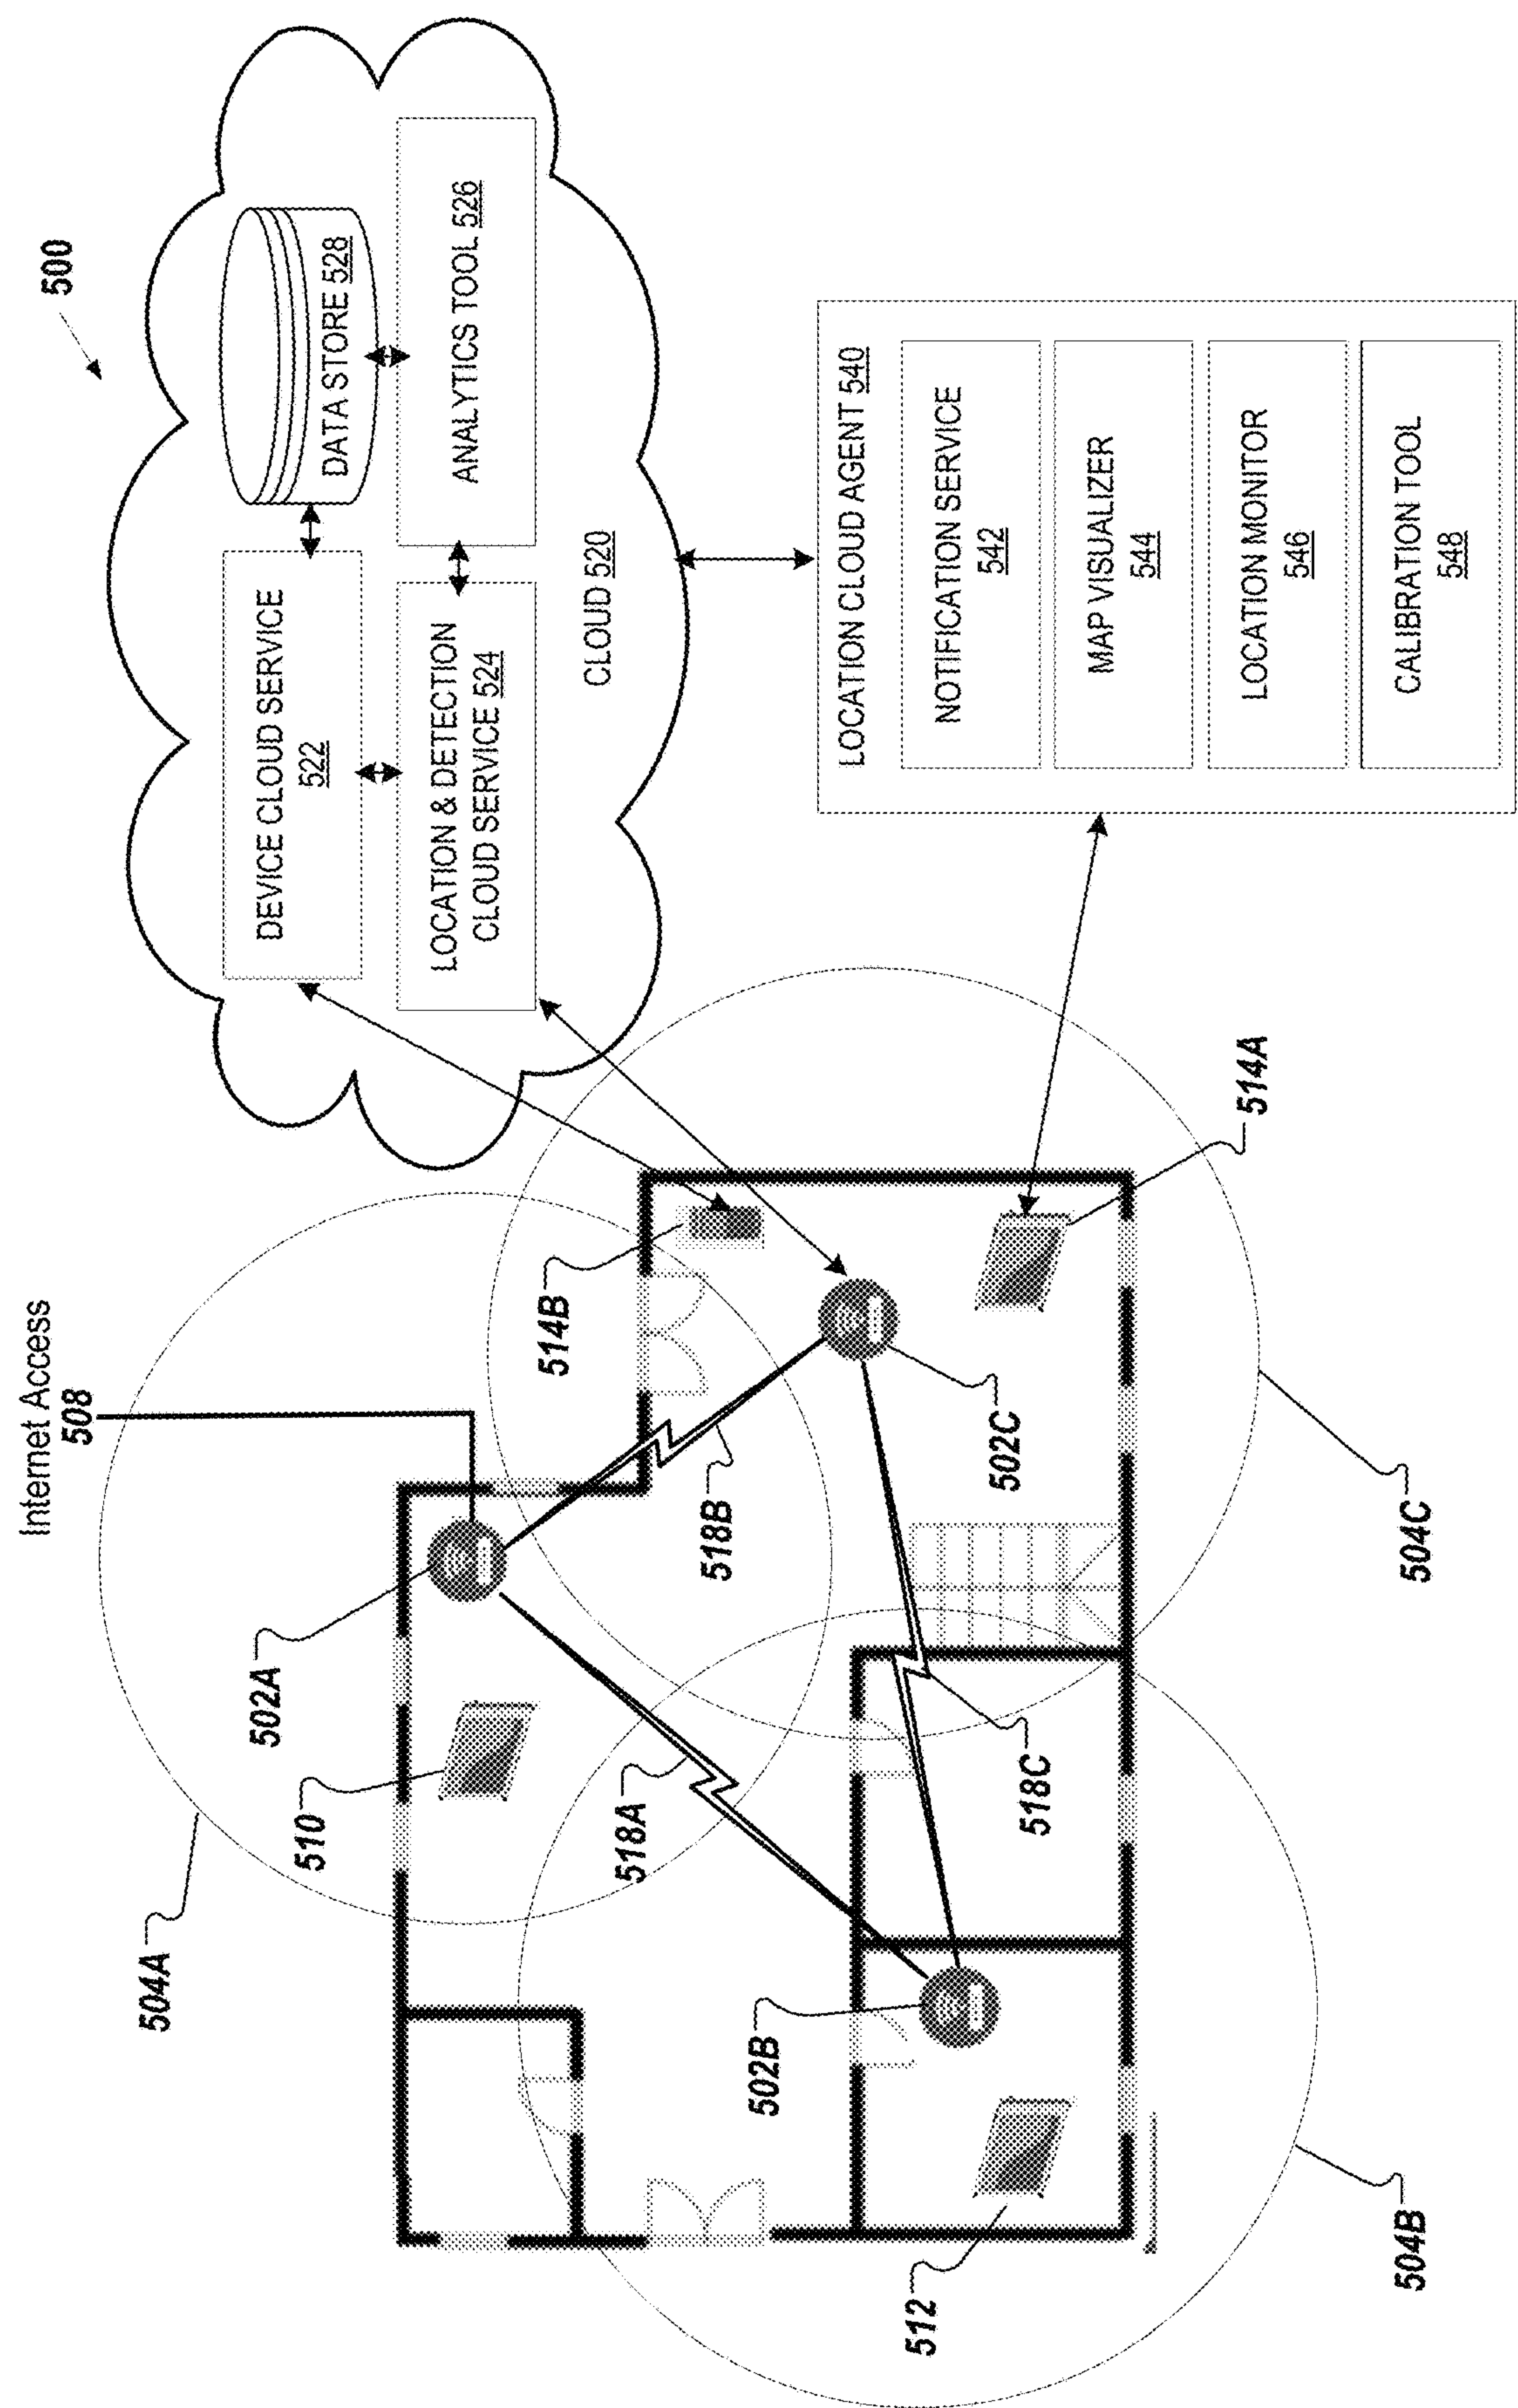 500
DATA STORE 528
ANALYTICS TOOL 526
DEVICE CLOUD SERVICE
522
LOCATION & DETECTION
CLOUD SERVICE 524
CLOUD 520
LOCATION CLOUD AGENT 540
NOTIFICATION SERVICE
542
MAP VISUALIZER
544
LOCATION MONITOR
546
CALIBRATION TOOL
548
Internet Access
508
504A
502A
510
514B
518B
518A
502C
514A
502B
518C
504C
512
504B